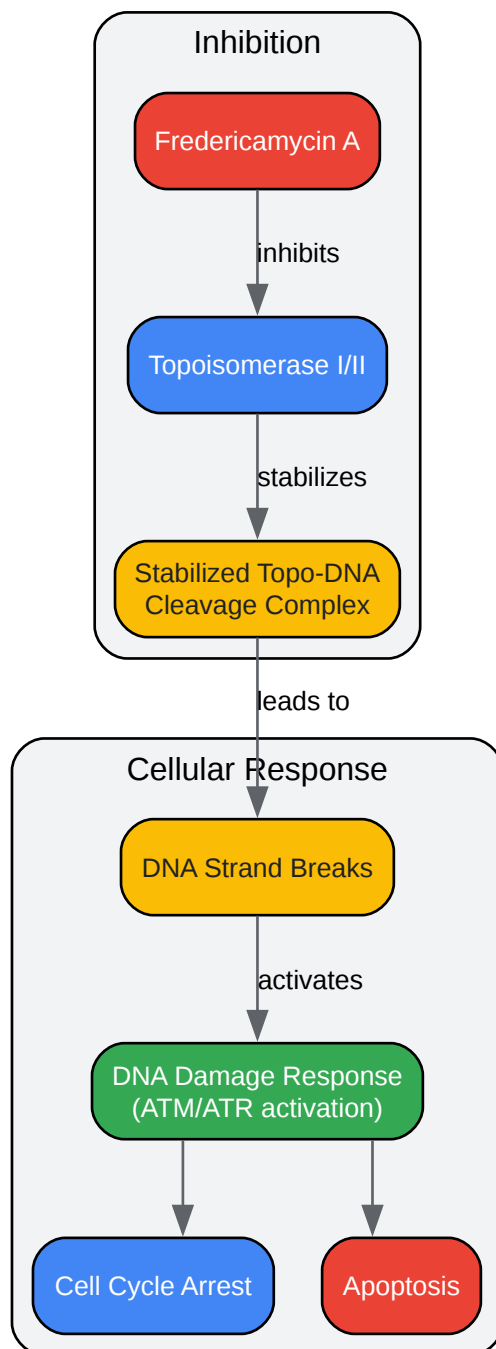 Inhibition
Fredericamycin A
inhibits
Topoisomerase I/II
stabilizes
Stabilized Topo-DNA
Cleavage Complex
leads to
Cellular Response
DNA Strand Breaks
activates
DNA Damage Response
(ATM/ATR activation)
Cell Cycle Arrest
Apoptosis